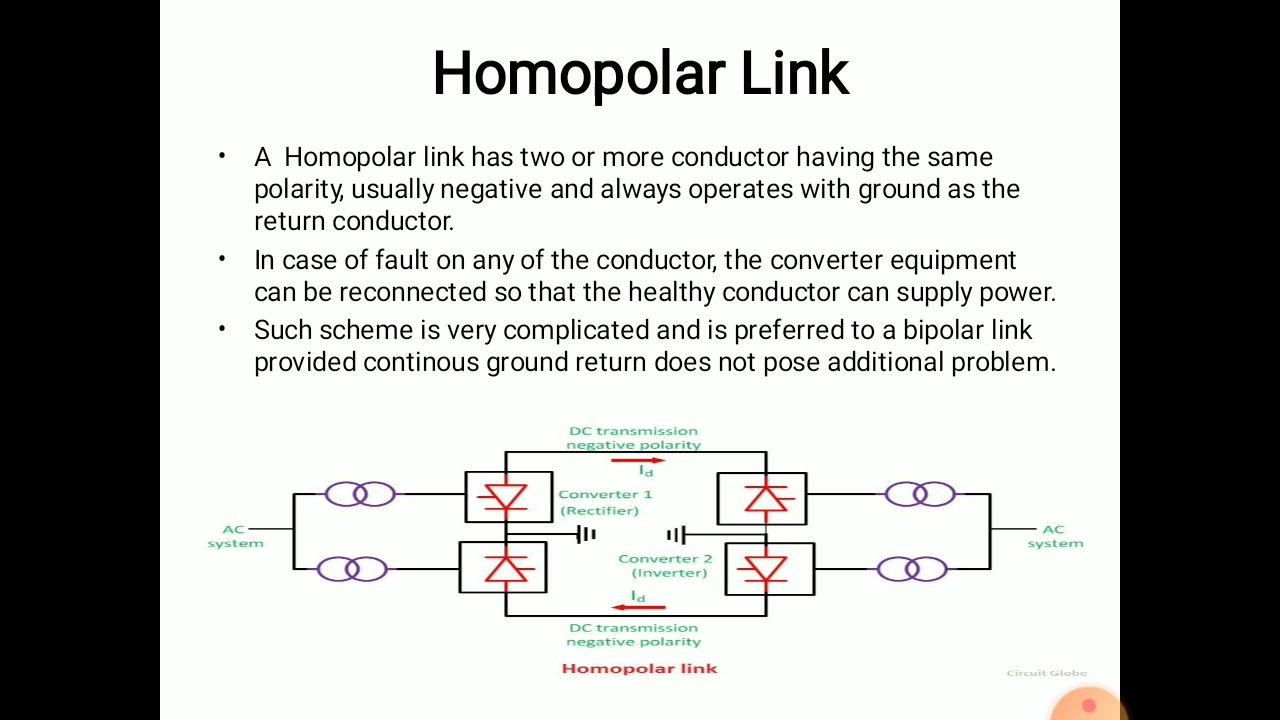 Homopolar Link
• A Homopolar link has two or more conductor having the same
polarity, usually negative and always operates with ground as the
return conductor.
• In case of fault on any of the conductor, the converter equipment
can be reconnected so that the healthy conductor can supply power.
• Such scheme is very complicated and is preferred to a bipolar link
provided continous ground return does not pose additional problem.
DC transmission
negative polarity
Id
Converter 1
(Rectifier)
AC
system
AC
system
Converter 2
(Inverter)
Id
DC transmission
negative polarity
Homopolar link
Circuit Globe